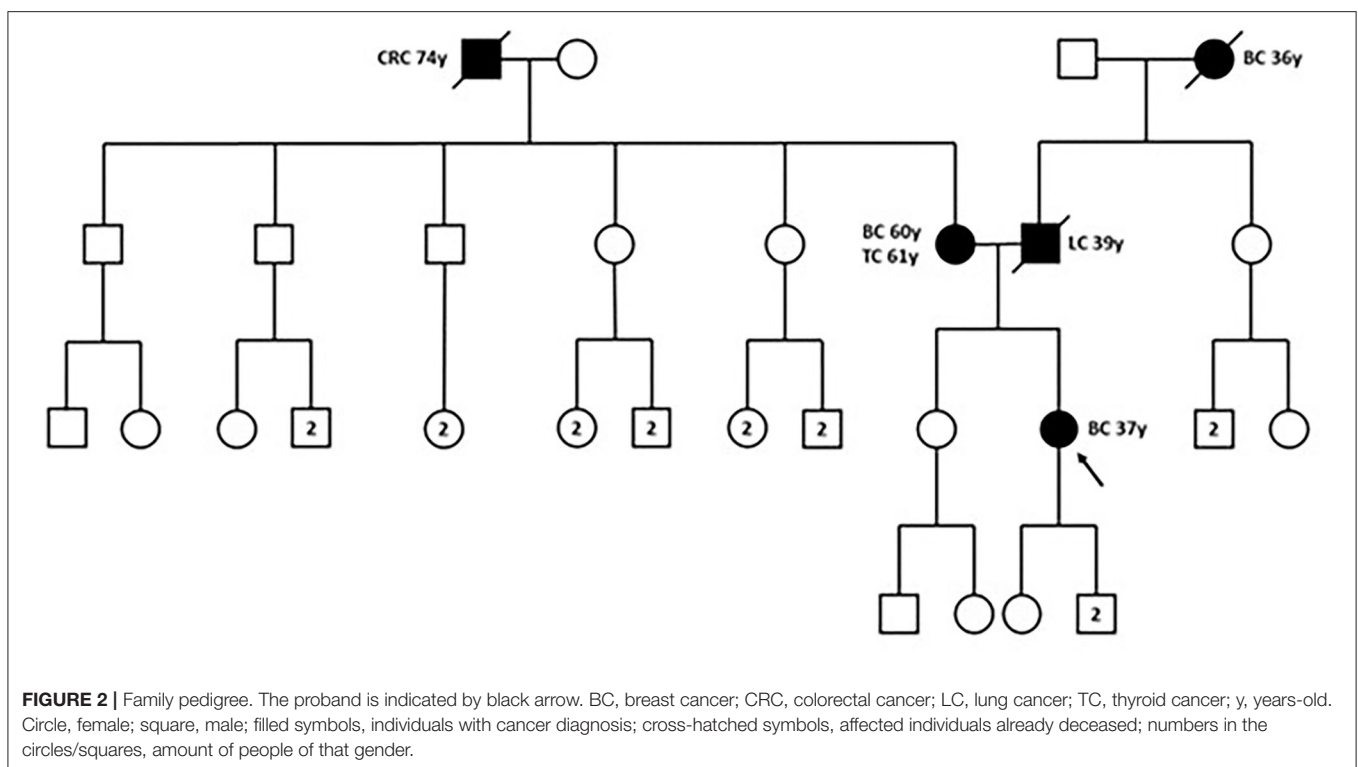 CRC 74y
BC 36y
BC 60y
TC 61y
LC 39y
2
2
2
2
2
2
BC 37y
2
2
FIGURE 2 | Family pedigree. The proband is indicated by black arrow. BC, breast cancer; CRC, colorectal cancer; LC, lung cancer; TC, thyroid cancer; y, years-old.
Circle, female; square, male; filled symbols, individuals with cancer diagnosis; cross-hatched symbols, affected individuals already deceased; numbers in the
circles/squares, amount of people of that gender.